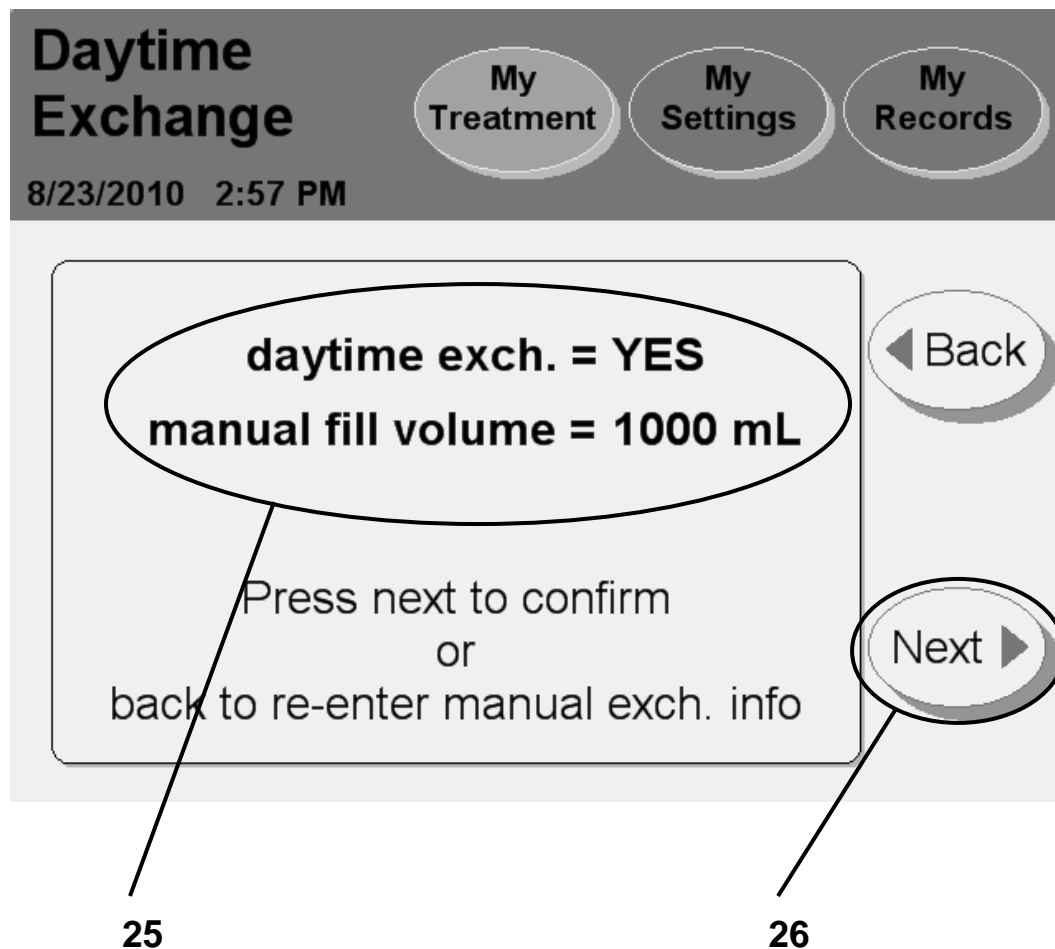 Daytime
Exchange
8/23/2010 2:57 PM
My
Treatment
My
Settings
My
Records
daytime exch. = YES
manual fill volume = 1000 mL
Back
Press next to confirm
or
back to re-enter manual exch. info
Next
25
26